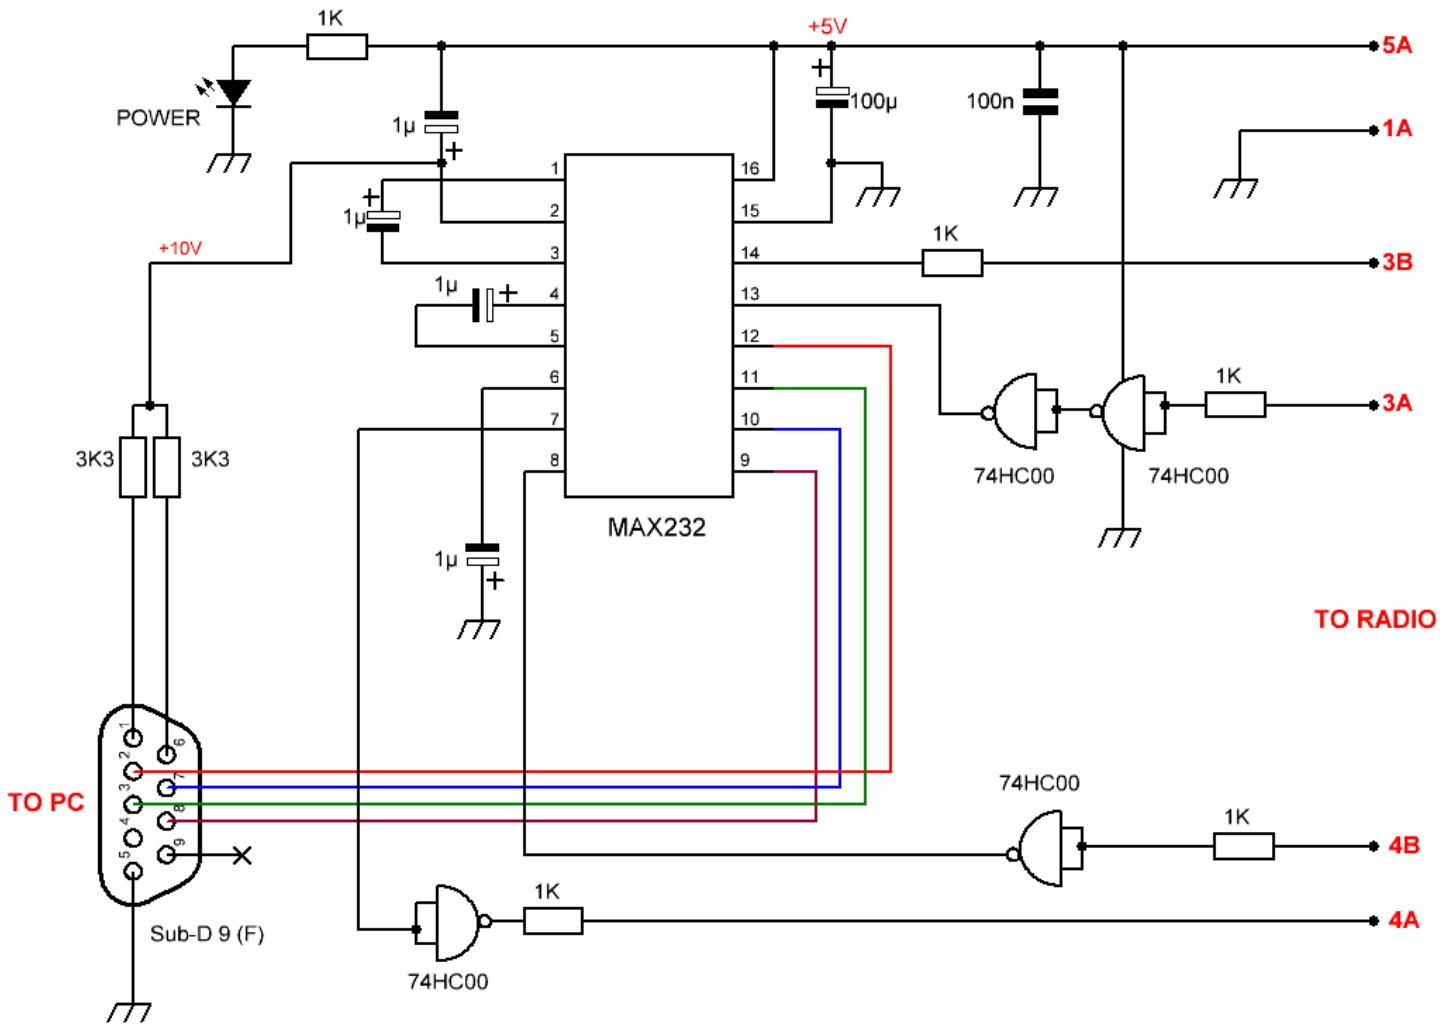 1K
+5V
5A
POWER
1µ
+
+
100µ
100n
1A
1
16
+
1µ
2
15
+10V
3
14
1K
3B
1µ
+
4
13
5
12
6
11
1K
3A
7
10
3K3
3K3
8
9
74HC00
74HC00
MAX232
1µ
+
TO RADIO
1
2
3
4
5
6
7
8
9
TO PC
74HC00
1K
4B
1K
4A
Sub-D 9 (F)
74HC00